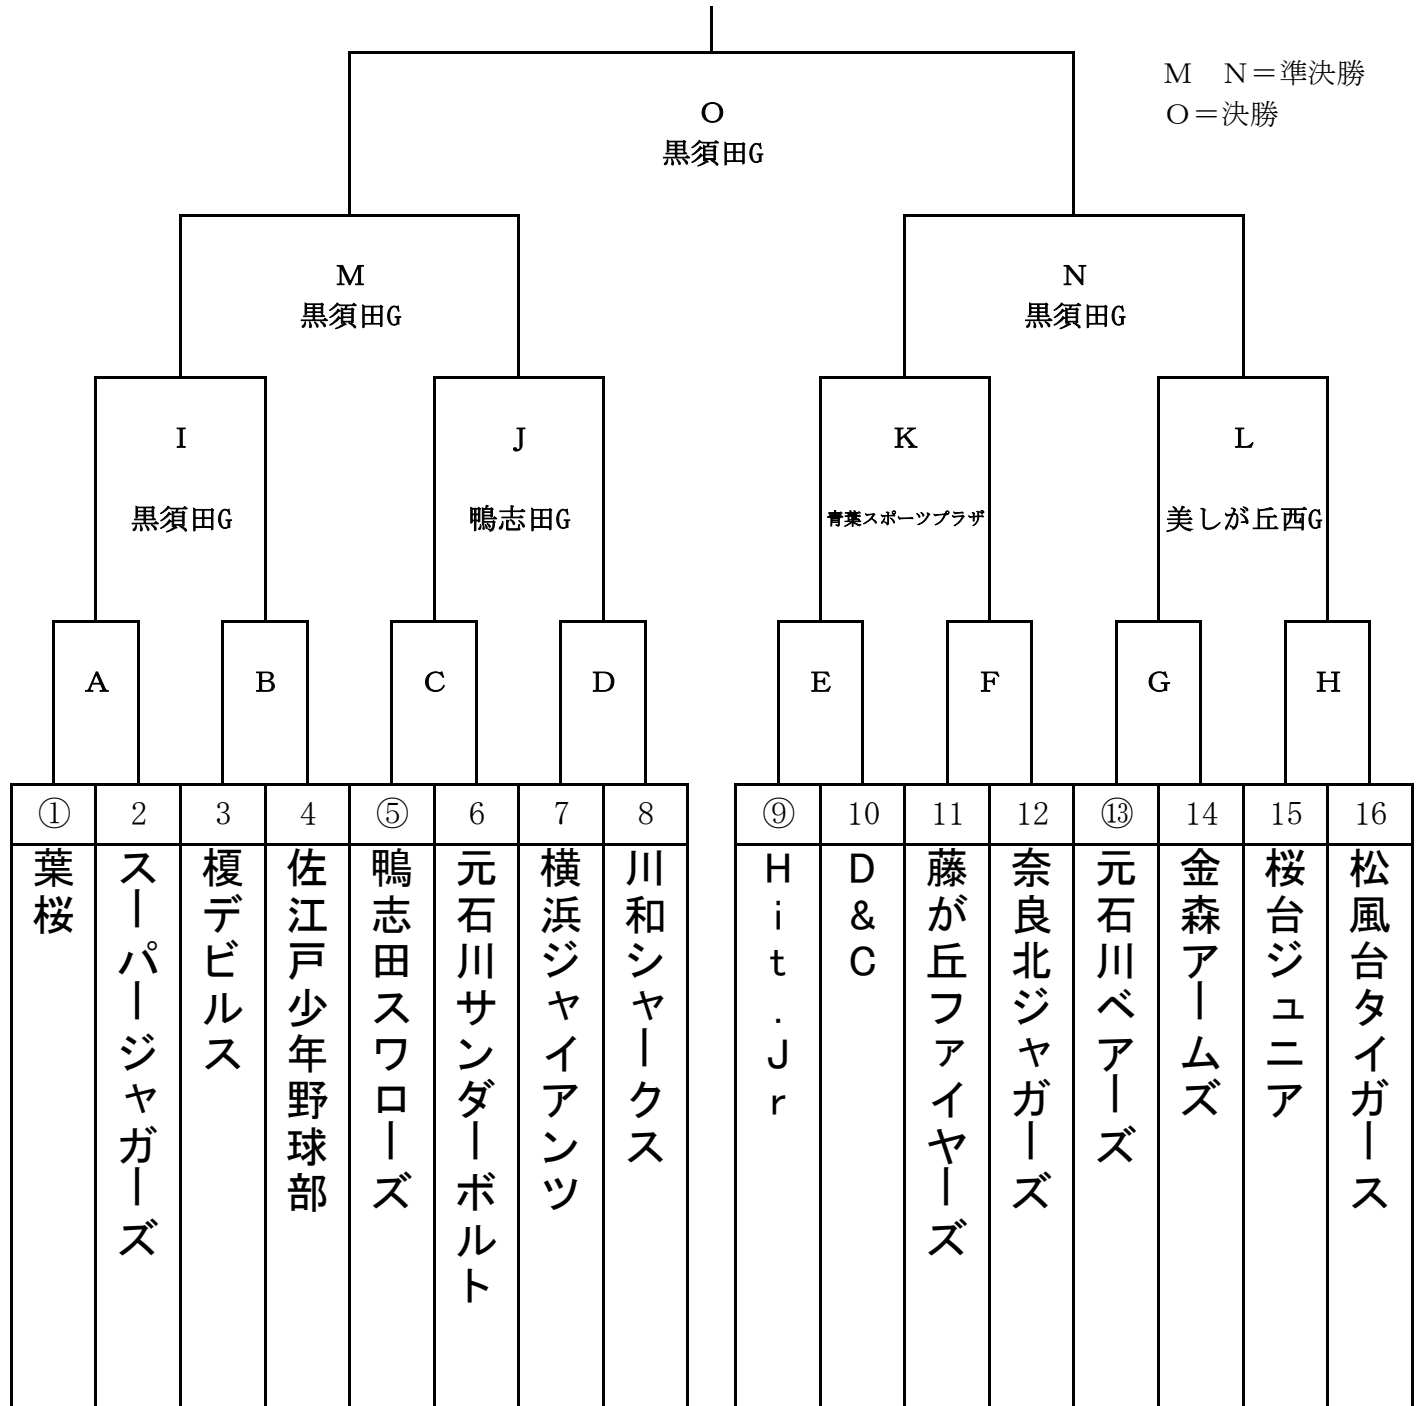 M　N＝準決勝
O＝決勝
O
黒須田G
M
黒須田G
N
黒須田G
I
黒須田G
J
鴨志田G
K
青葉スポーツプラザ
L
美しが丘西G
A
B
C
D
E
F
G
H
①
2
3
4
⑤
6
7
8
⑨
10
11
12
⑬
14
15
16
葉桜
スーパージャガーズ
榎デビルス
佐江戸少年野球部
鴨志田スワローズ
元石川サンダーボルト
横浜ジャイアンツ
川和シャークス
Hit.Jr
D&C
藤が丘ファイヤーズ
奈良北ジャガーズ
元石川ベアーズ
金森アームズ
桜台ジュニア
松風台タイガース